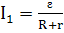 I₁ = ε/(R+r)